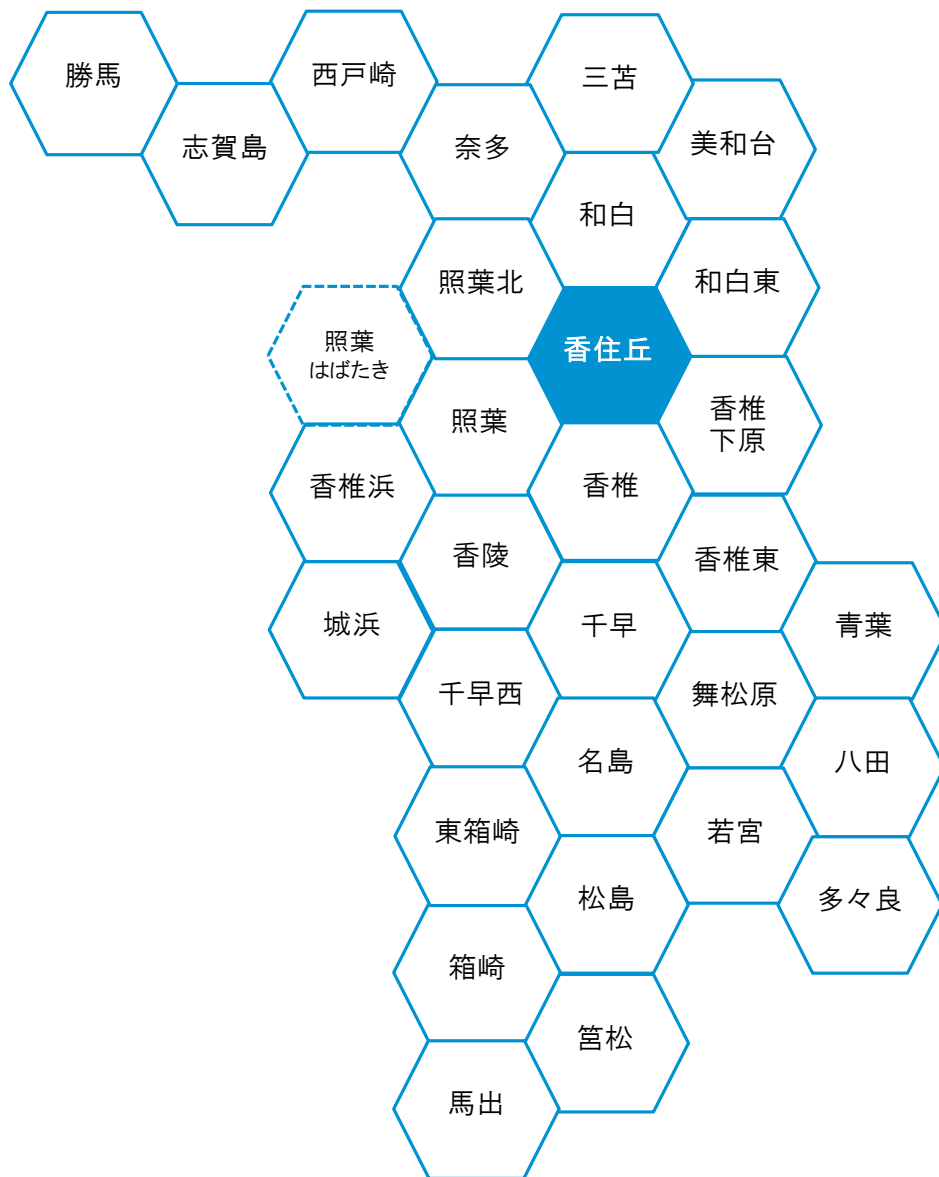 勝馬
西戸崎
三苫
志賀島
奈多
美和台
和白
照葉北
和白東
照葉
はばたき
香住丘
照葉
香椎
下原
香椎浜
香椎
香陵
香椎東
城浜
千早
青葉
千早西
舞松原
名島
八田
東箱崎
若宮
松島
多々良
箱崎
筥松
馬出